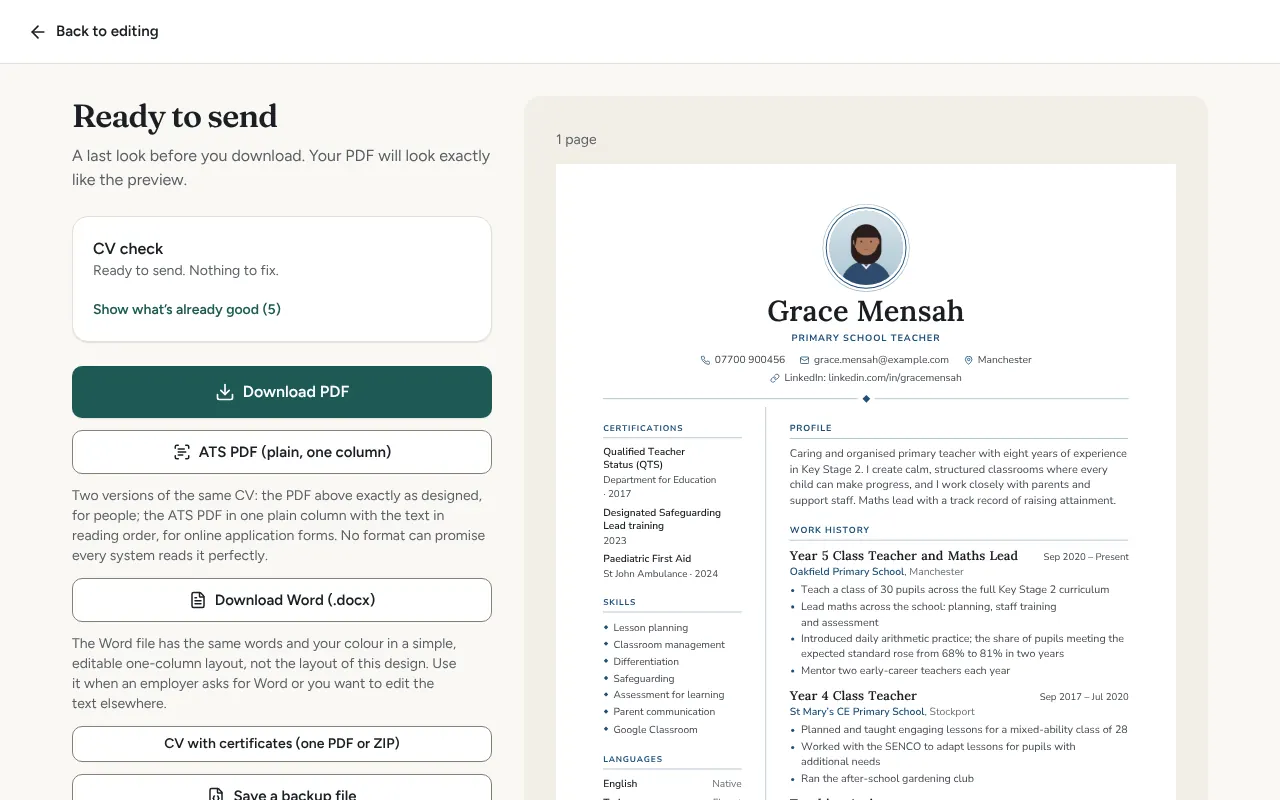 Back to editing
Ready to send
A last look before you download. Your PDF will look exactly
like the preview.
CV check
Ready to send. Nothing to fix.
Show what's already good (5)
Download PDF
ATS PDF (plain, one column)
Two versions of the same CV: the PDF above exactly as designed,
for people; the ATS PDF in one plain column with the text in
reading order, for online application forms. No format can promise
every system reads it perfectly.
Download Word (.docx)
The Word file has the same words and your colour in a simple,
editable one-column layout, not the layout of this design. Use
it when an employer asks for Word or you want to edit the
text elsewhere.
CV with certificates (one PDF or ZIP)
Save a backup file
1 page
Grace Mensah
PRIMARY SCHOOL TEACHER
07700 900456 grace.mensah@example.com Manchester
LinkedIn: linkedin.com/in/gracemensah
CERTIFICATIONS
Qualified Teacher
Status (QTS)
Department for Education
· 2017
Designated Safeguarding
Lead training
2023
Paediatric First Aid
St John Ambulance · 2024
SKILLS
Lesson planning
Classroom management
Differentiation
Safeguarding
Assessment for learning
Parent communication
Google Classroom
LANGUAGES
English Native
PROFILE
Caring and organised primary teacher with eight years of experience
in Key Stage 2. I create calm, structured classrooms where every
child can make progress, and I work closely with parents and
support staff. Maths lead with a track record of raising attainment.
WORK HISTORY
Year 5 Class Teacher and Maths Lead Sep 2020 – Present
Oakfield Primary School, Manchester
• Teach a class of 30 pupils across the full Key Stage 2 curriculum
• Lead maths across the school: planning, staff training
and assessment
• Introduced daily arithmetic practice; the share of pupils meeting the
expected standard rose from 68% to 81% in two years
• Mentor two early-career teachers each year
Year 4 Class Teacher Sep 2017 – Jul 2020
St Mary's CE Primary School, Stockport
• Planned and taught engaging lessons for a mixed-ability class of 28
• Worked with the SENCO to adapt lessons for pupils with
additional needs
• Ran the after-school gardening club